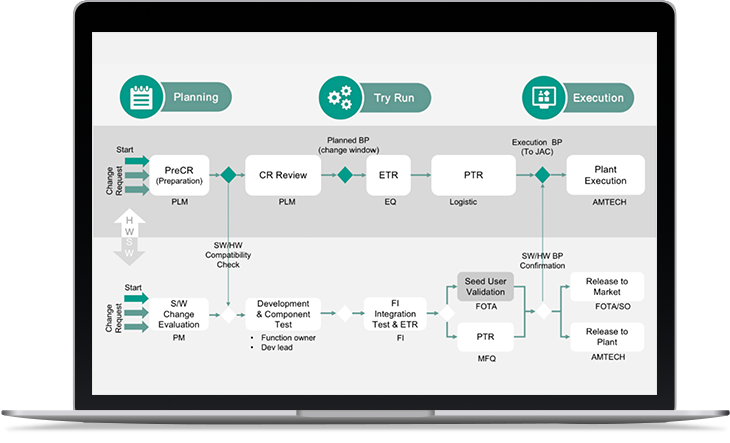 Planning
Try Run
Execution
Planned BP
(change window)
Execution BP
(To JAC)
Start
Change
Request
PreCR
(Preparation)
PLM
CR Review
PLM
ETR
EQ
PTR
Logistic
Plant
Execution
AMTECH
HW
SW
SW/HW
Compatibility
Check
SW/HW BP
Confirmation
Start
Change
Request
S/W
Change
Evaluation
PM
Development
& Component
Test
• Function owner
• Dev lead
FI
Integration
Test & ETR
FI
Seed User
Validation
FOTA
PTR
MFQ
Release to
Market
FOTA/SO
Release to
Plant
AMTECH